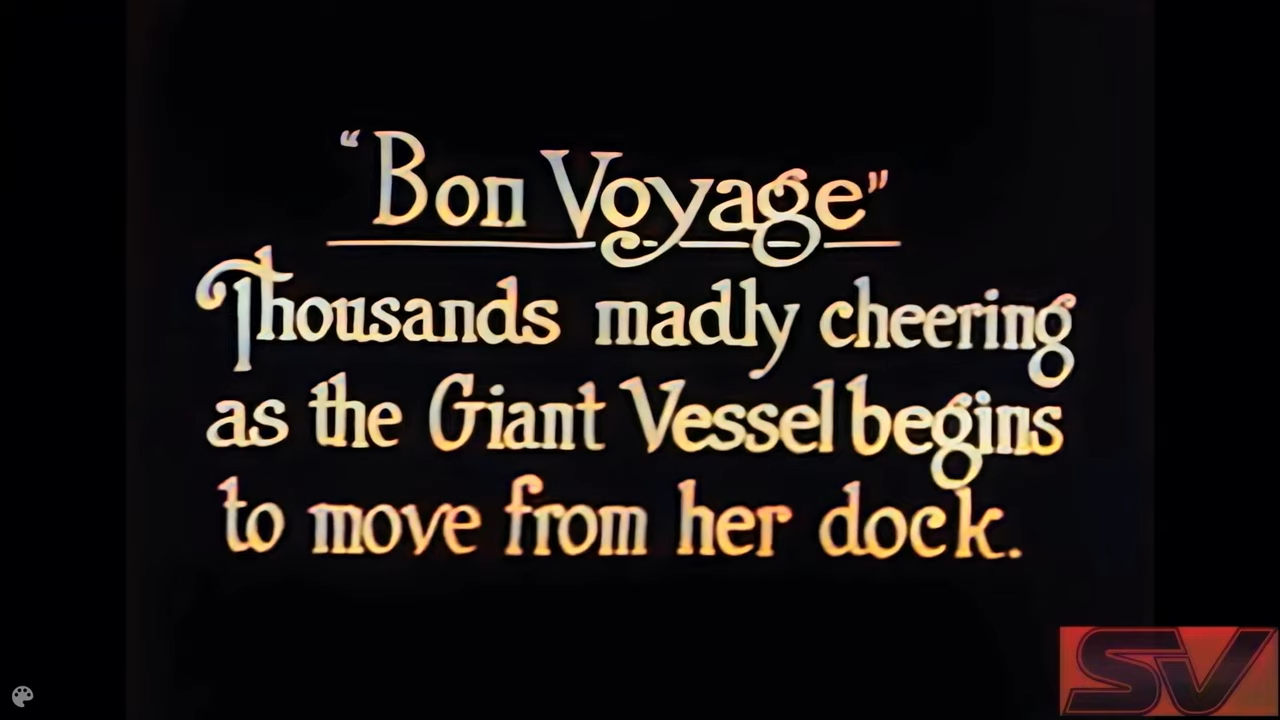 “Bon Voyage”
Thousands madly cheering
as the Giant Vessel begins
to move from her dock.
SV